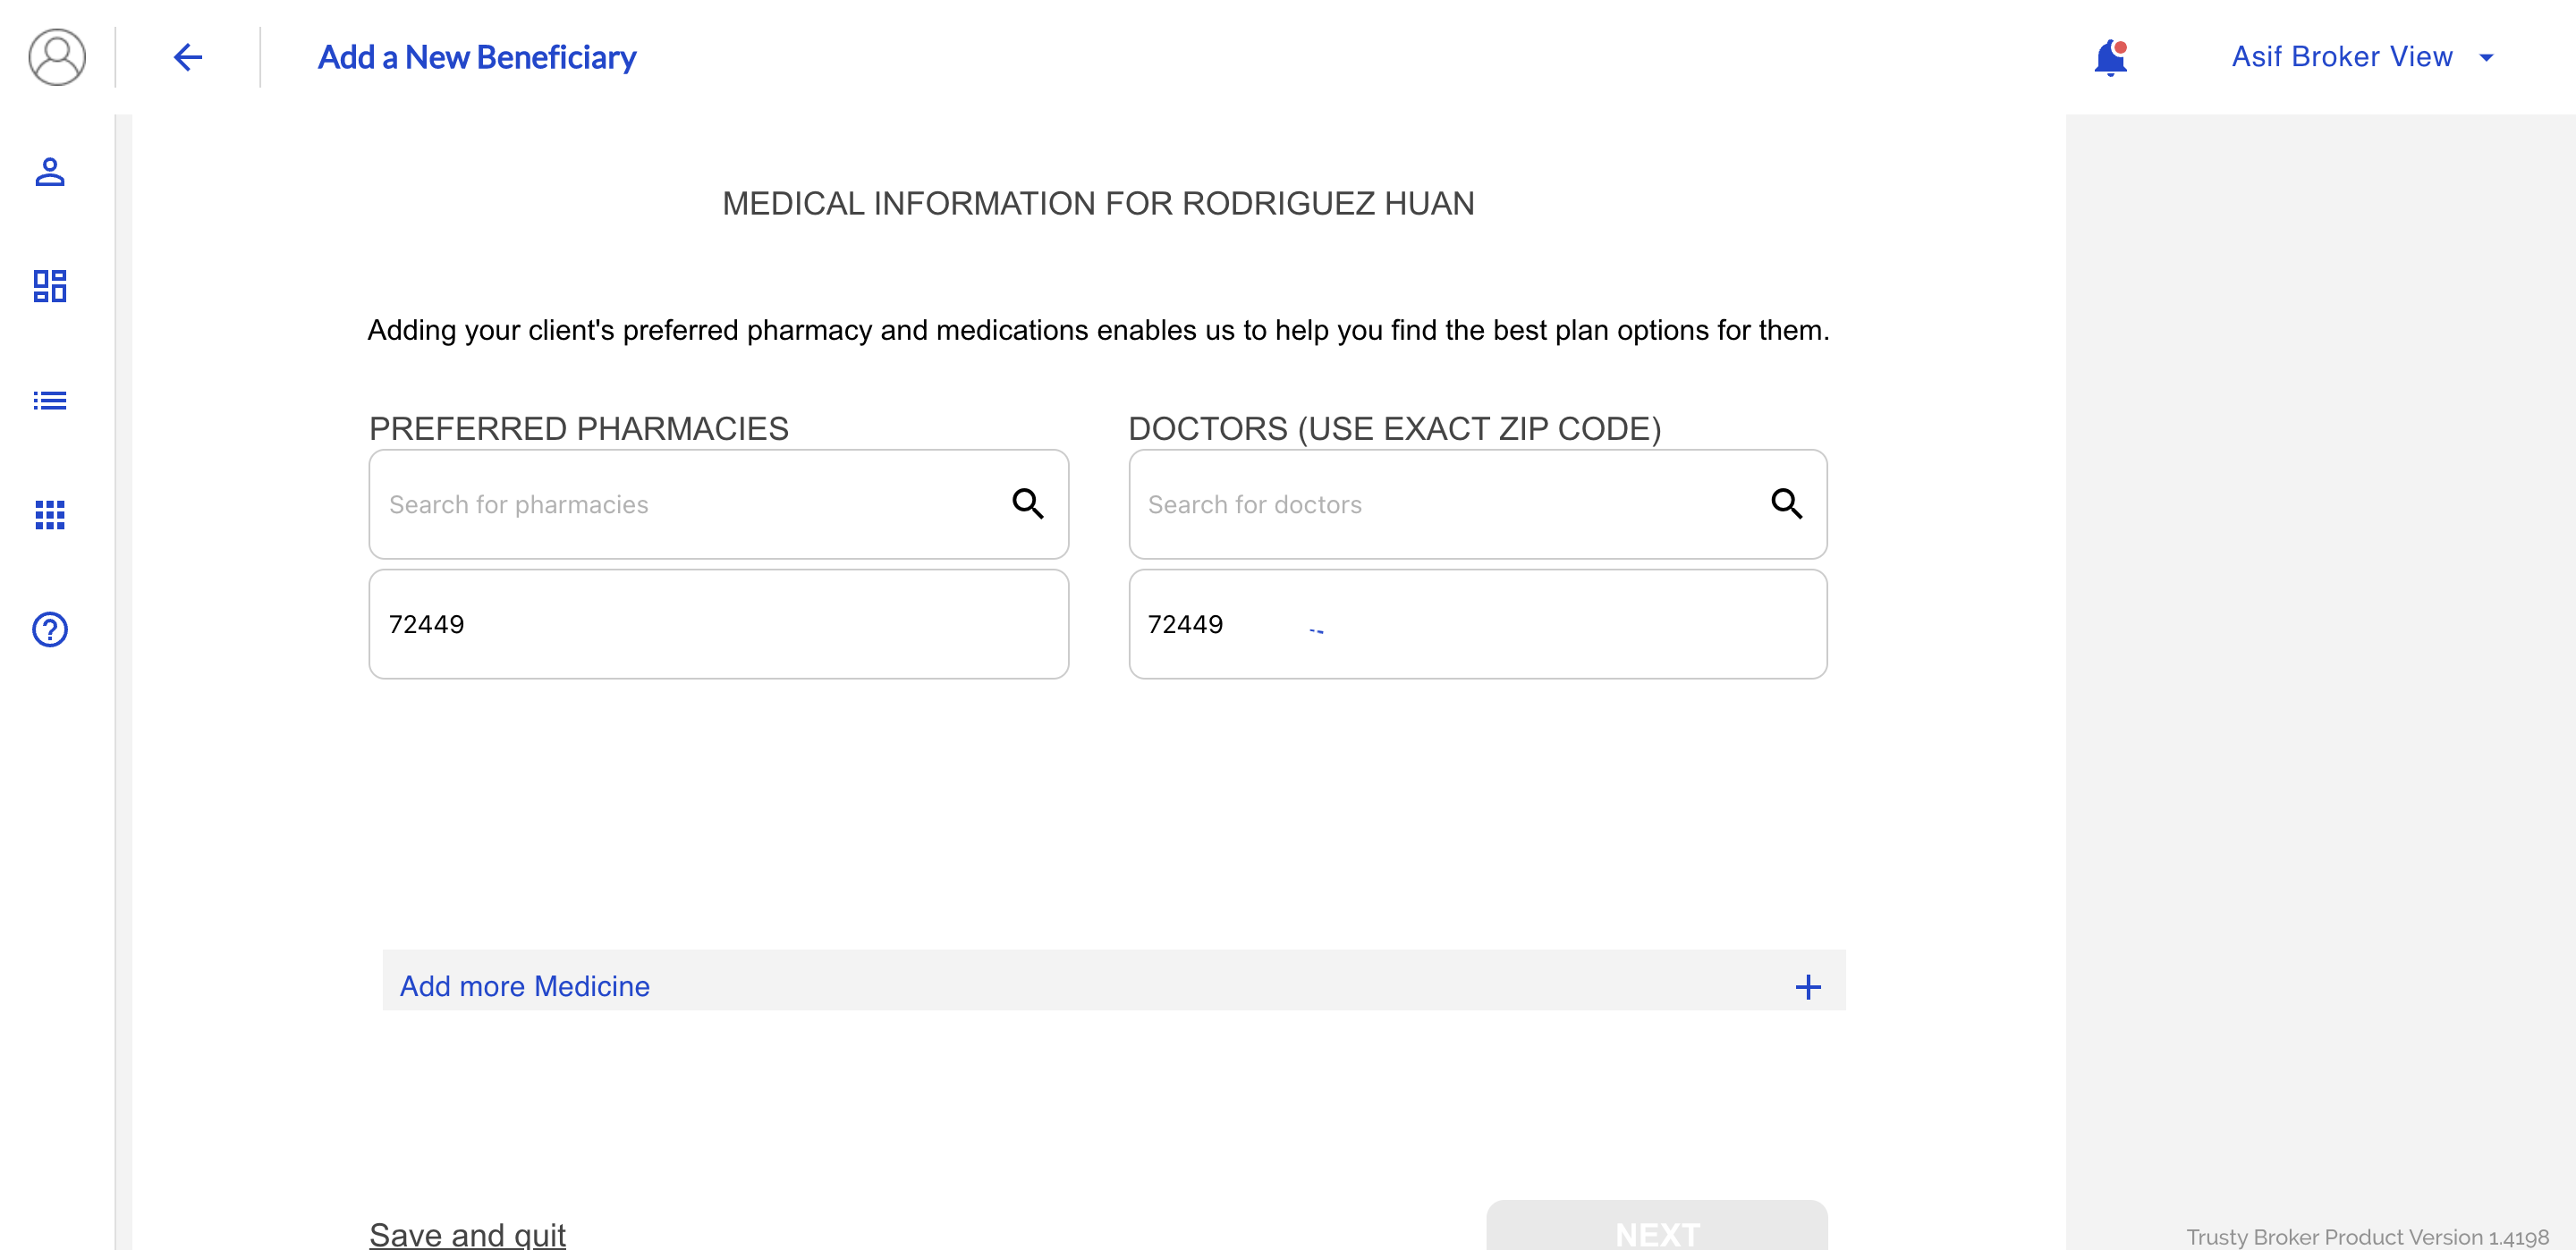 Add a New Beneficiary
Asif Broker View
MEDICAL INFORMATION FOR RODRIGUEZ HUAN
Adding your client's preferred pharmacy and medications enables us to help you find the best plan options for them.
PREFERRED PHARMACIES
DOCTORS (USE EXACT ZIP CODE)
Search for pharmacies
Search for doctors
72449
72449
Add more Medicine
Save and quit
NEXT
Trusty Broker Product Version 1.4198